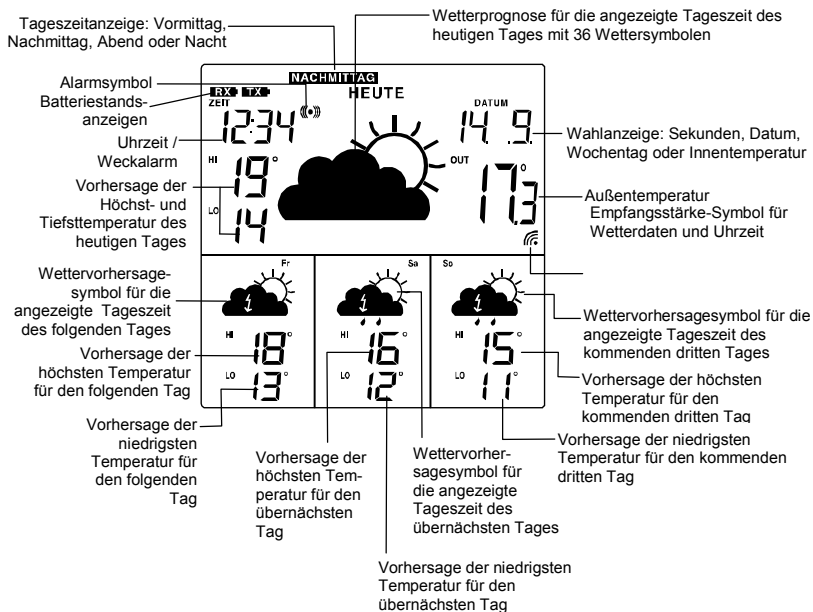 Tageszeitanzeige: Vormittag,
Nachmittag, Abend oder Nacht
Wetterprognose für die angezeigte Tageszeit des
heutigen Tages mit 36 Wettersymbolen
Alarmsymbol
Batteriestands-
anzeigen
Uhrzeit /
Weckalarm
Vorhersage der
Höchst- und
Tiefsttemperatur des
heutigen Tages
NACHMITTAG
HEUTE
RX TX
ZEIT
12:34
HI
19°
LO
14
DATUM
14. 9.
OUT
17.3°
Wahlanzeige: Sekunden, Datum,
Wochentag oder Innentemperatur
Außentemperatur
Empfangsstärke-Symbol für
Wetterdaten und Uhrzeit
Wettervorhersage-
symbol für die
angezeigte Tageszeit
des folgenden Tages
Vorhersage der
höchsten Temperatur
für den folgenden Tag
Vorhersage der
niedrigsten
Temperatur für
den folgenden
Tag
Fr
HI 18°
LO 13°
Sa
HI 16°
LO 12°
So
HI 15°
LO 11°
Wettervorhersagesymbol für die
angezeigte Tageszeit des
kommenden dritten Tages
Vorhersage der höchsten
Temperatur für den
kommenden dritten Tag
Vorhersage der niedrigsten
Temperatur für den kommenden
dritten Tag
Vorhersage der
höchsten Tem-
peratur für den
übernächsten
Tag
Wettervorher-
sagesymbol für
die angezeigte
Tageszeit des
übernächsten Tages
Vorhersage der niedrigsten
Temperatur für den
übernächsten Tag